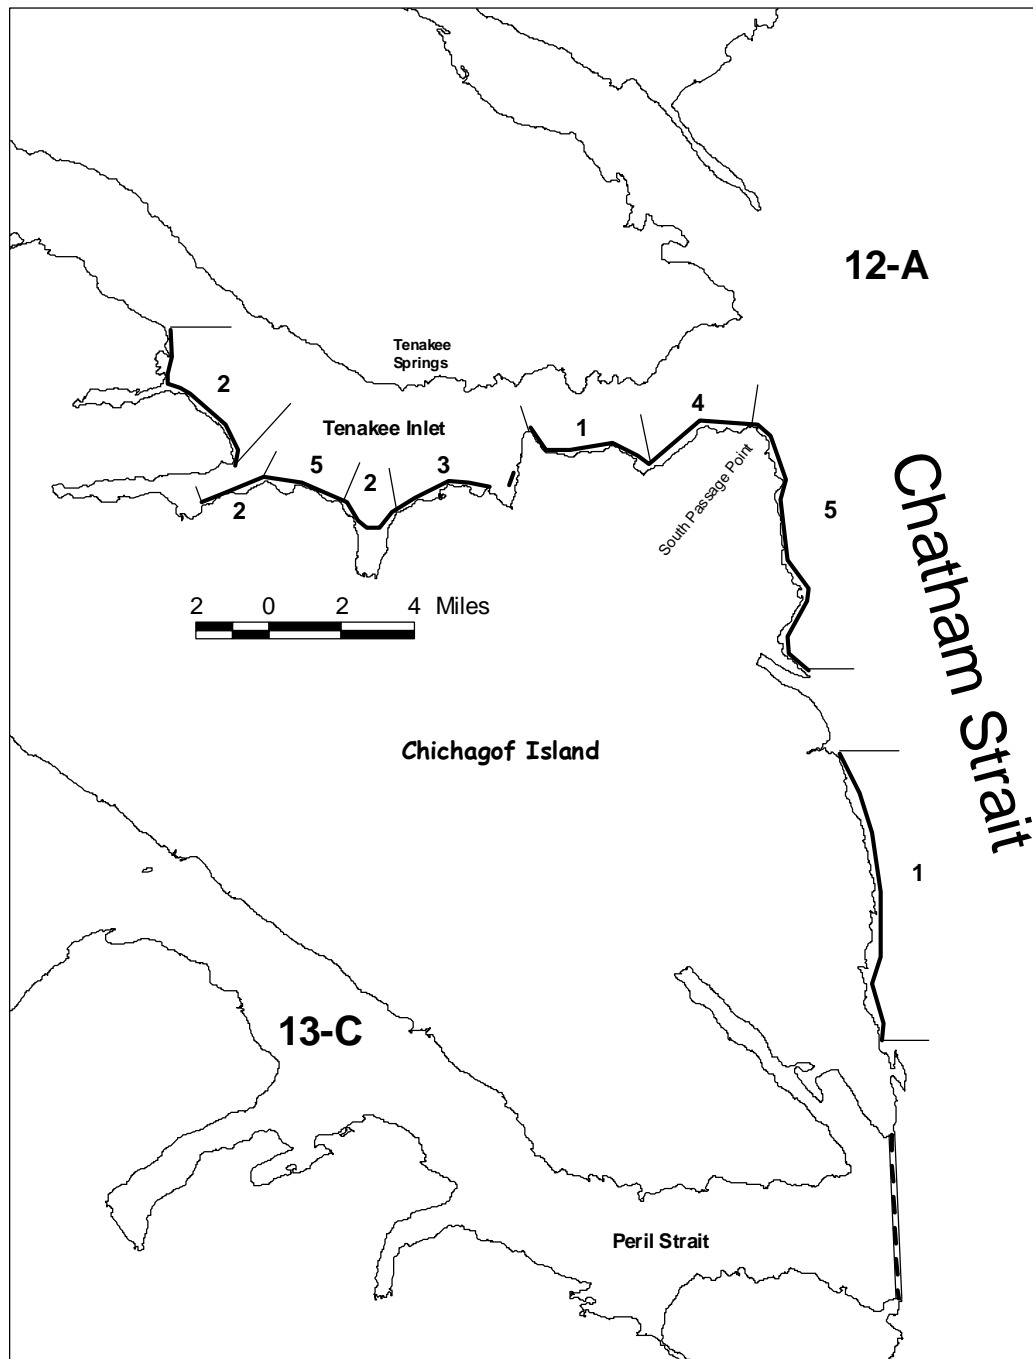 12-A
Tenakee
Springs
2
Tenakee Inlet
1
4
5
2
3
2
South Passage Point
5
2 0 2 4 Miles
Chatham Strait
Chichagof Island
1
13-C
Peril Strait